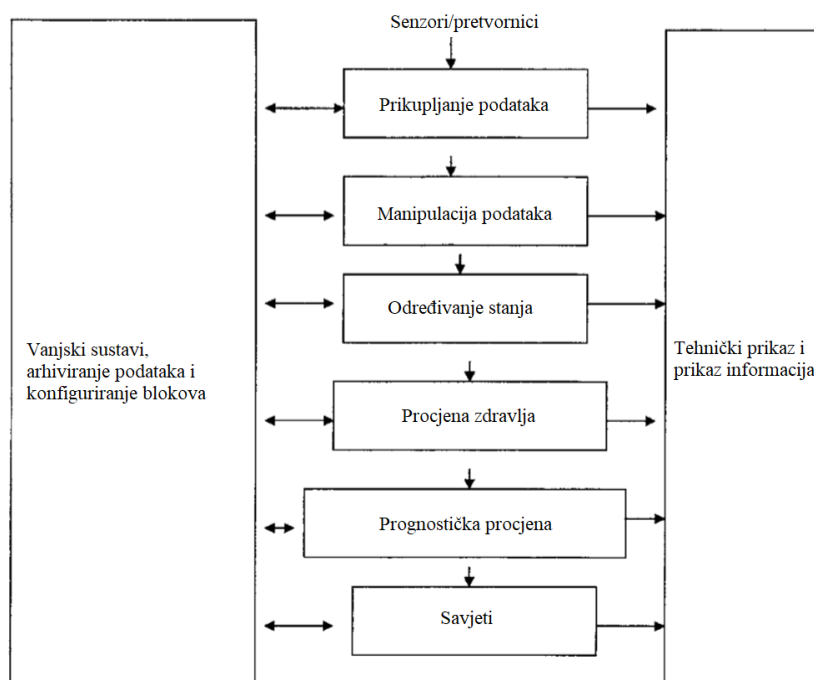 Senzori/pretvornici
Prikupljanje podataka
Manipulacija podataka
Određivanje stanja
Vanjski sustavi,
arhiviranje podataka i
konfiguriranje blokova
Tehnički prikaz i
prikaz informacija
Procjena zdravlja
Prognostička procjena
Savjeti